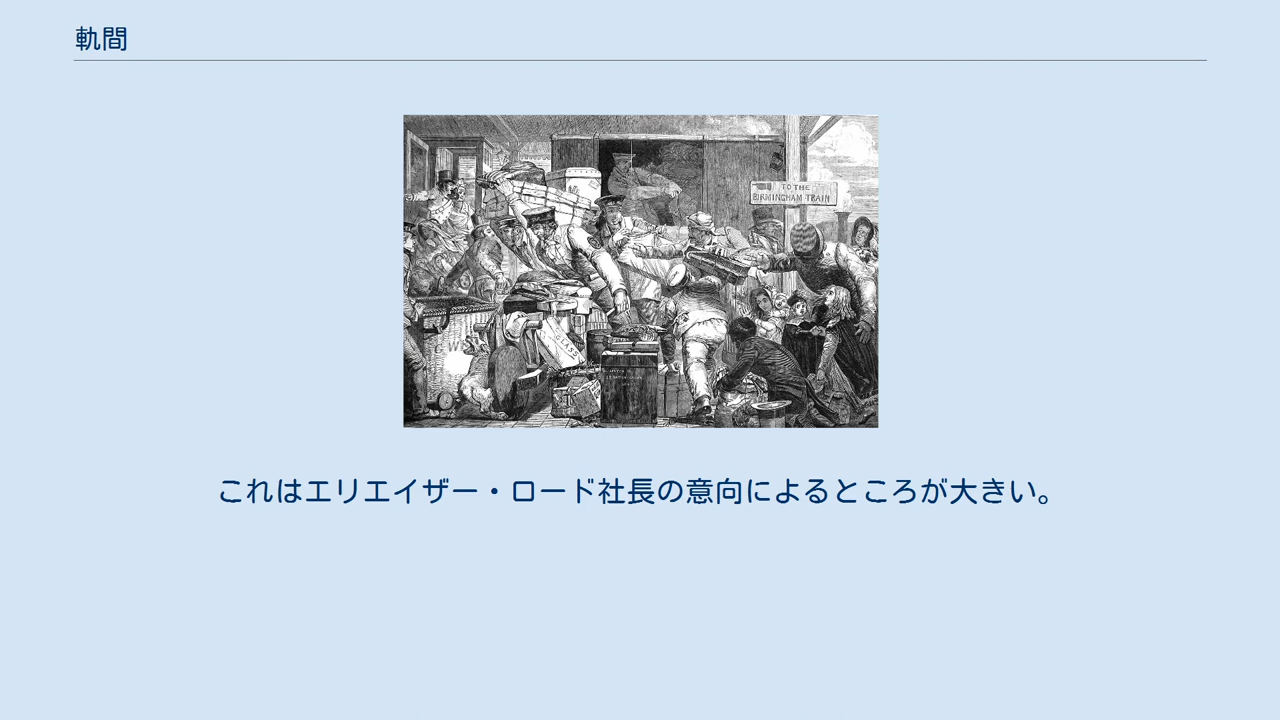 軌間
TO THE
BIRMINGHAM TRAIN
GLASS
これはエリエイザー・ロード社長の意向によるところが大きい。